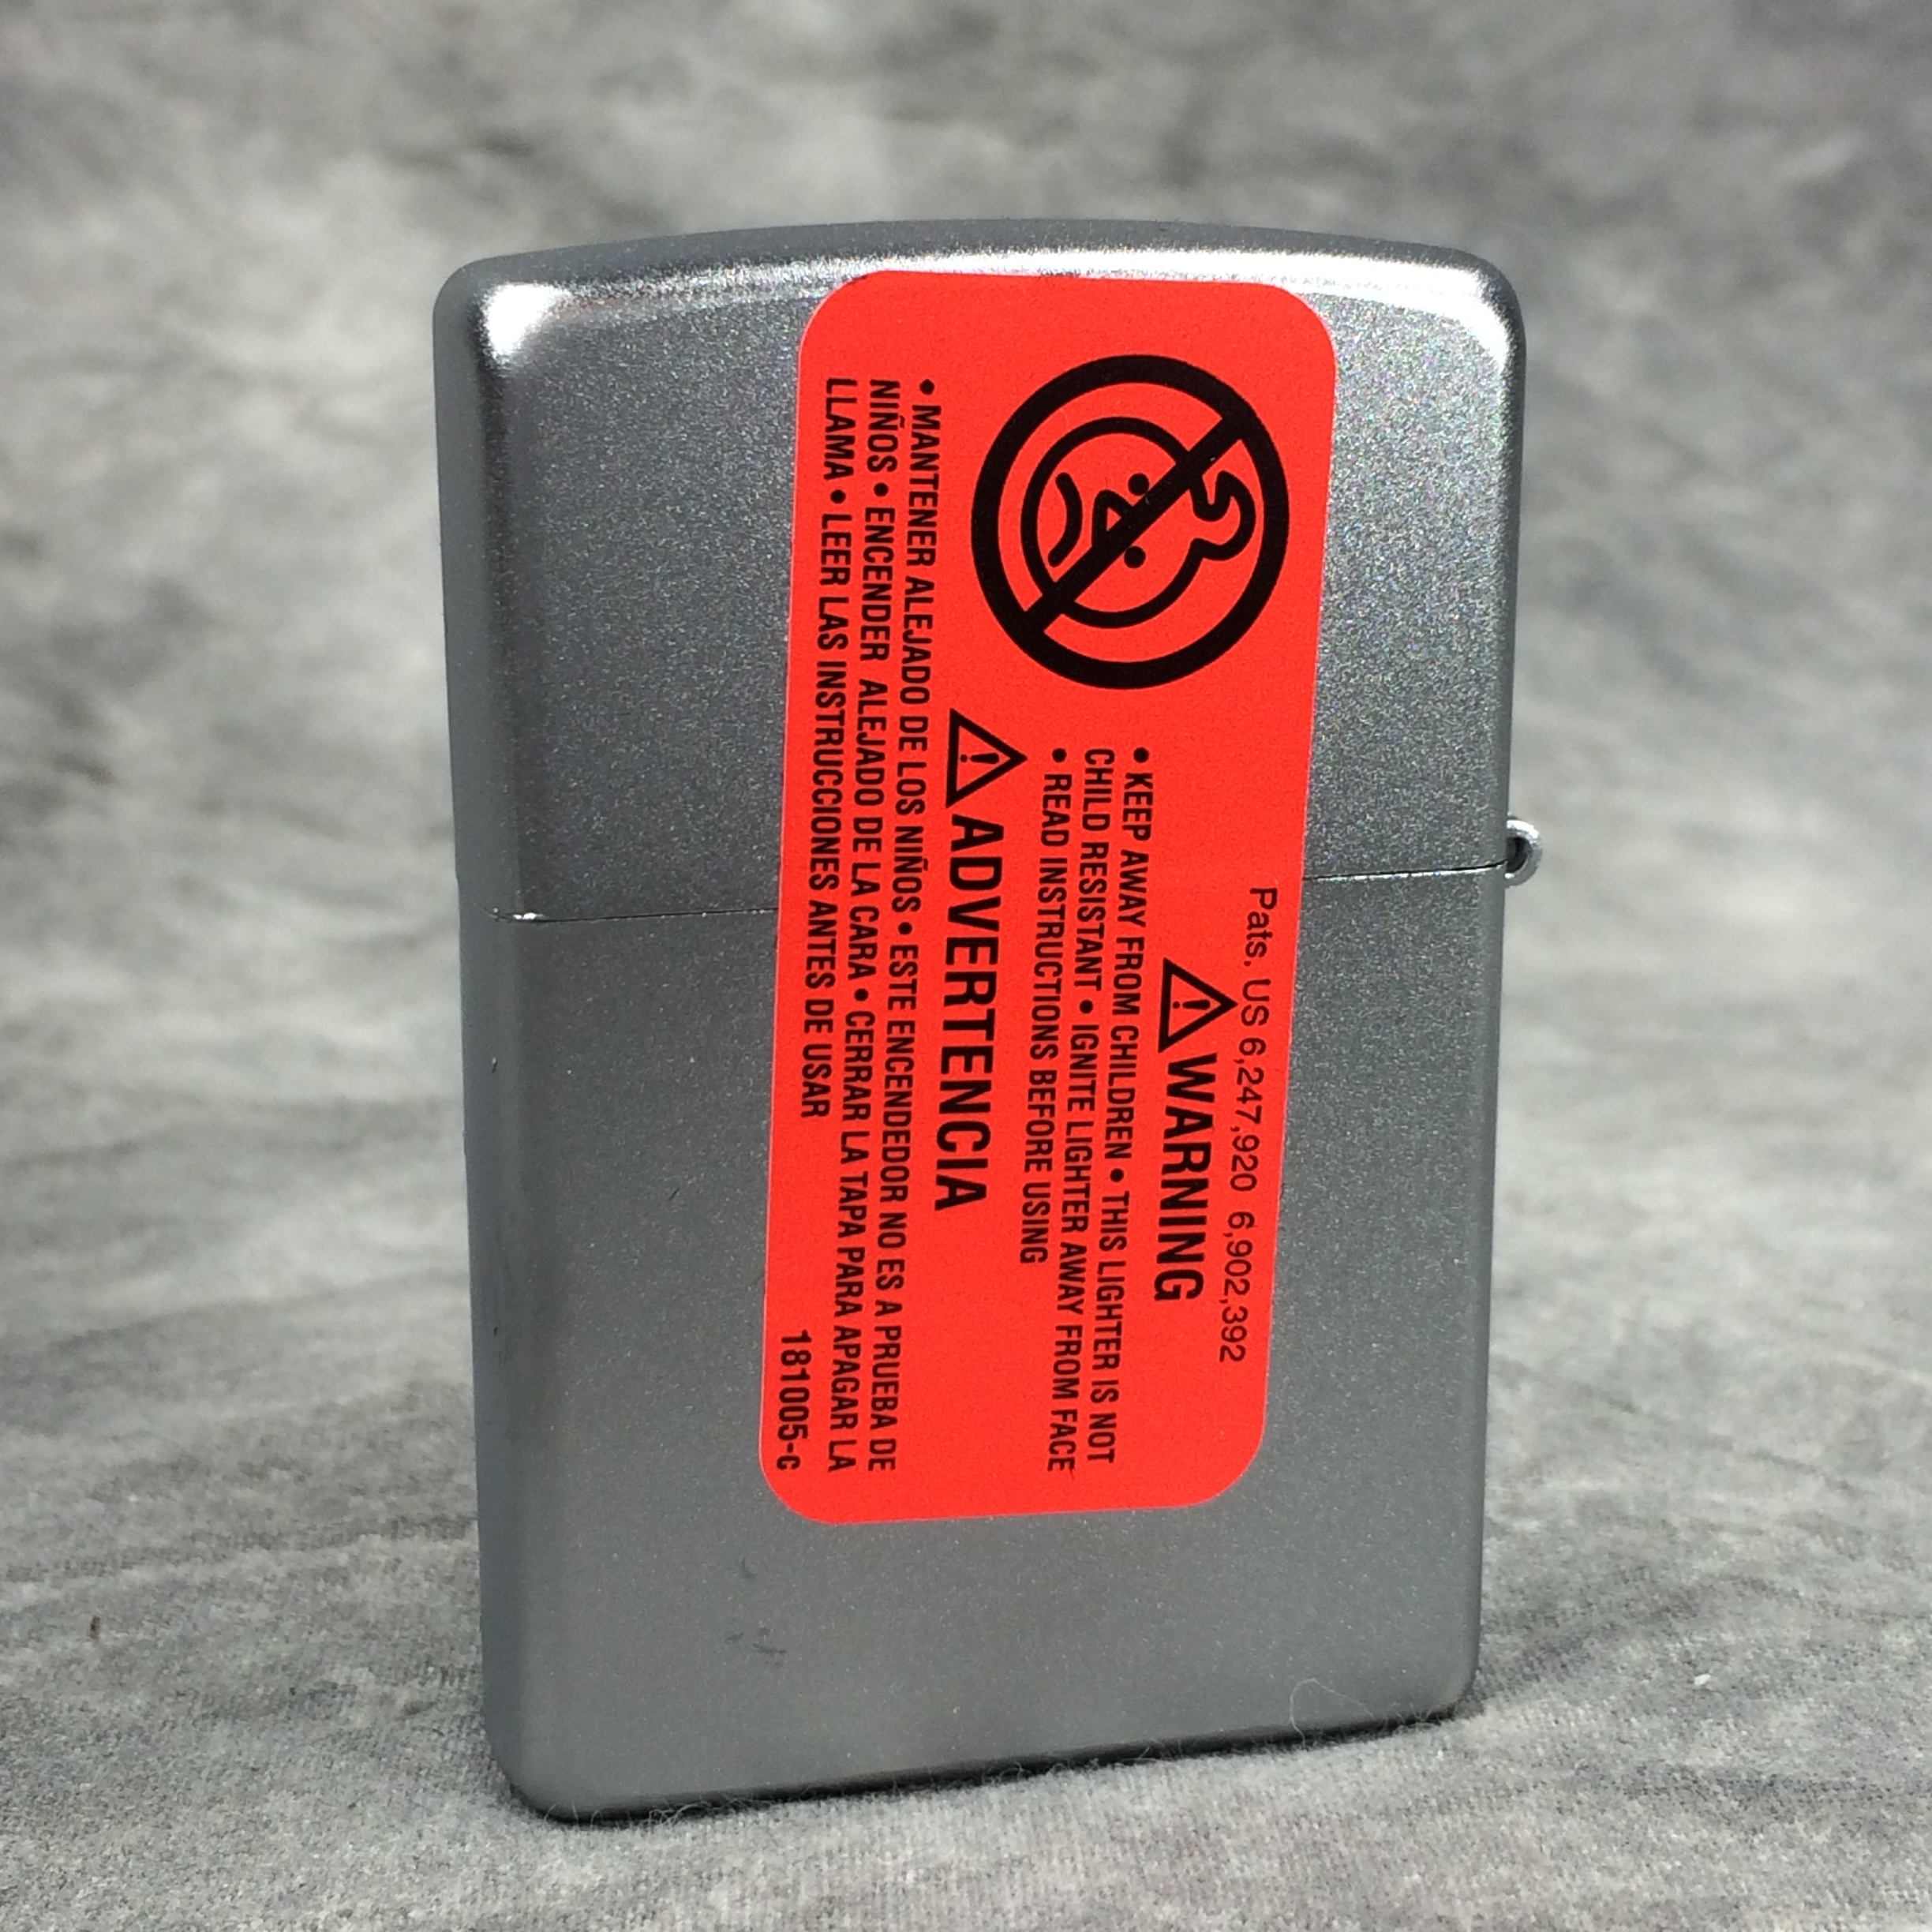 Pats. US 6,247,920 6,902,392
WARNING
• KEEP AWAY FROM CHILDREN • THIS LIGHTER IS NOT
CHILD RESISTANT • IGNITE LIGHTER AWAY FROM FACE
• READ INSTRUCTIONS BEFORE USING
ADVERTENCIA
• MANTENER ALEJADO DE LOS NIÑOS • ESTE ENCENDEDOR NO ES A PRUEBA DE
NIÑOS • ENCENDER ALEJADO DE LA CARA • CERRAR LA TAPA PARA APAGAR LA
LLAMA • LEER LAS INSTRUCCIONES ANTES DE USAR
181005-c